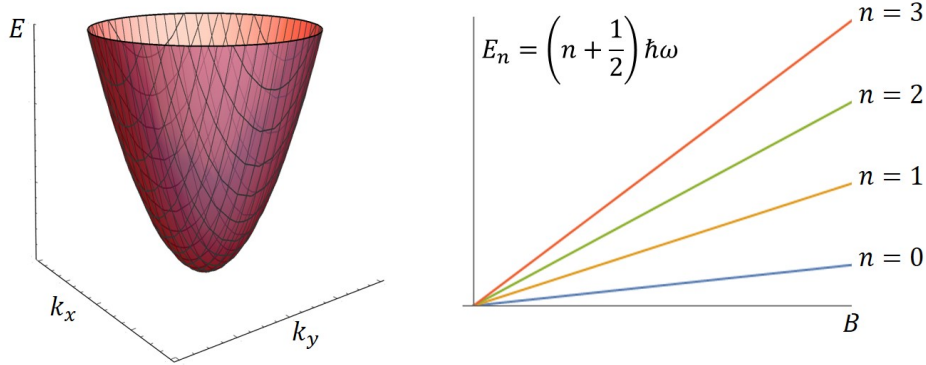 E
k_x
k_y
E_n = (n + 1/2) ħω
n = 3
n = 2
n = 1
n = 0
B